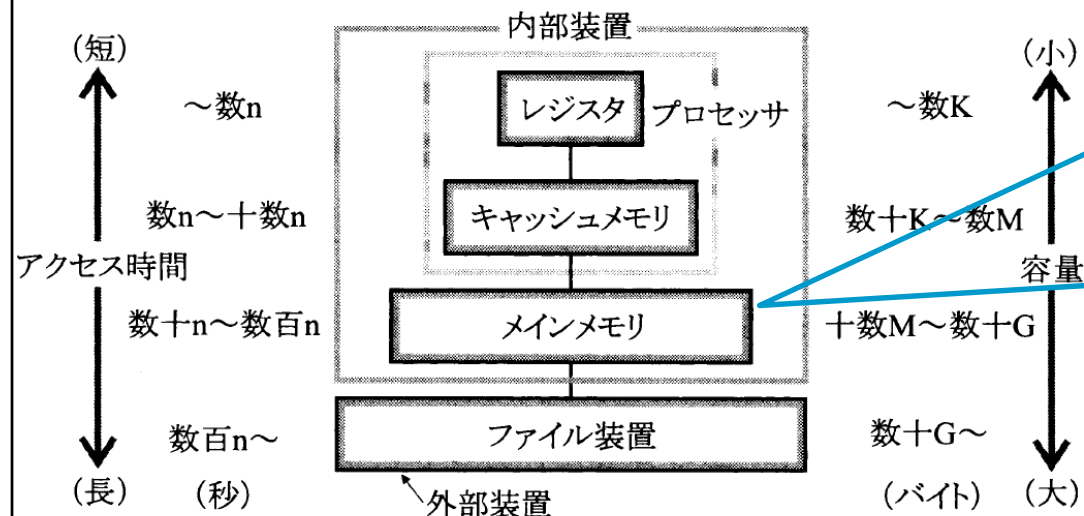 内部装置
(短)
(小)
～数n
レジスタ
プロセッサ
～数K
数n～十数n
キャッシュメモリ
数十K～数M
アクセス時間
容量
数十n～数百n
メインメモリ
十数M～数十G
数百n～
ファイル装置
数十G～
(長)
(秒)
外部装置
(バイト)
(大)